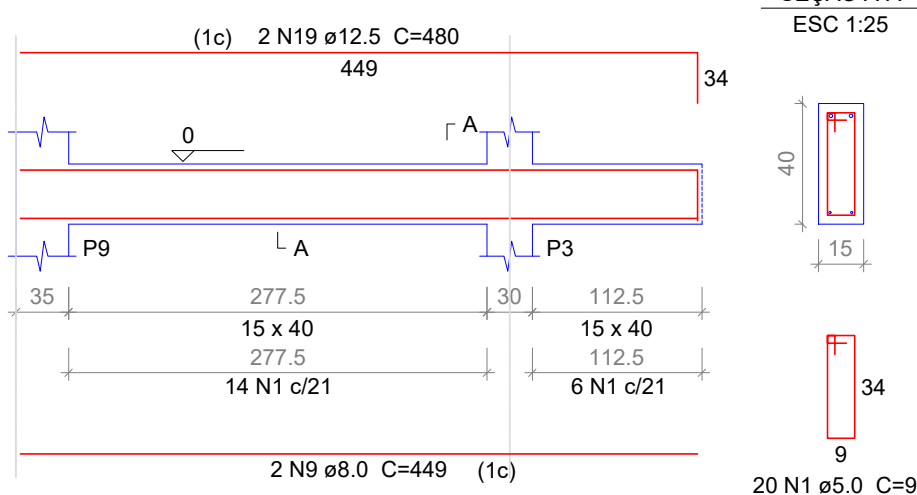 ESC 1:25
(1c) 2 N19 ø12.5 C=480
449
34
A
0
40
A
P9
P3
15
35
277.5
30
112.5
15 x 40
15 x 40
277.5
112.5
14 N1 c/21
6 N1 c/21
34
9
2 N9 ø8.0 C=449 (1c)
20 N1 ø5.0